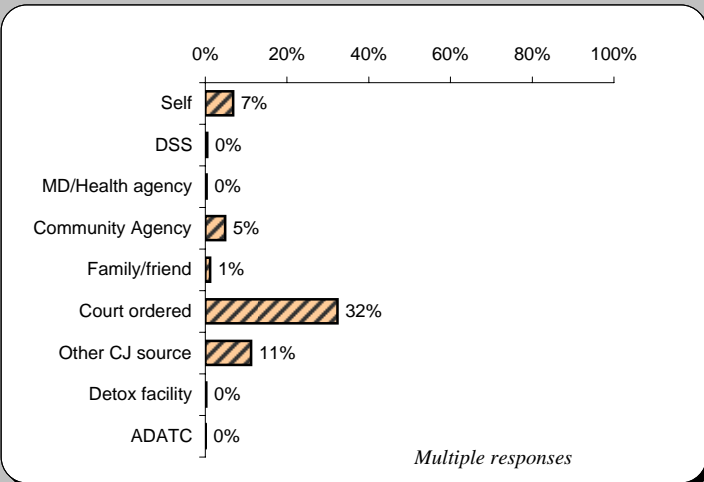 0% 20% 40% 60% 80% 100%
Self 7%
DSS 0%
MD/Health agency 0%
Community Agency 5%
Family/friend 1%
Court ordered 32%
Other CJ source 11%
Detox facility 0%
ADATC 0%
Multiple responses